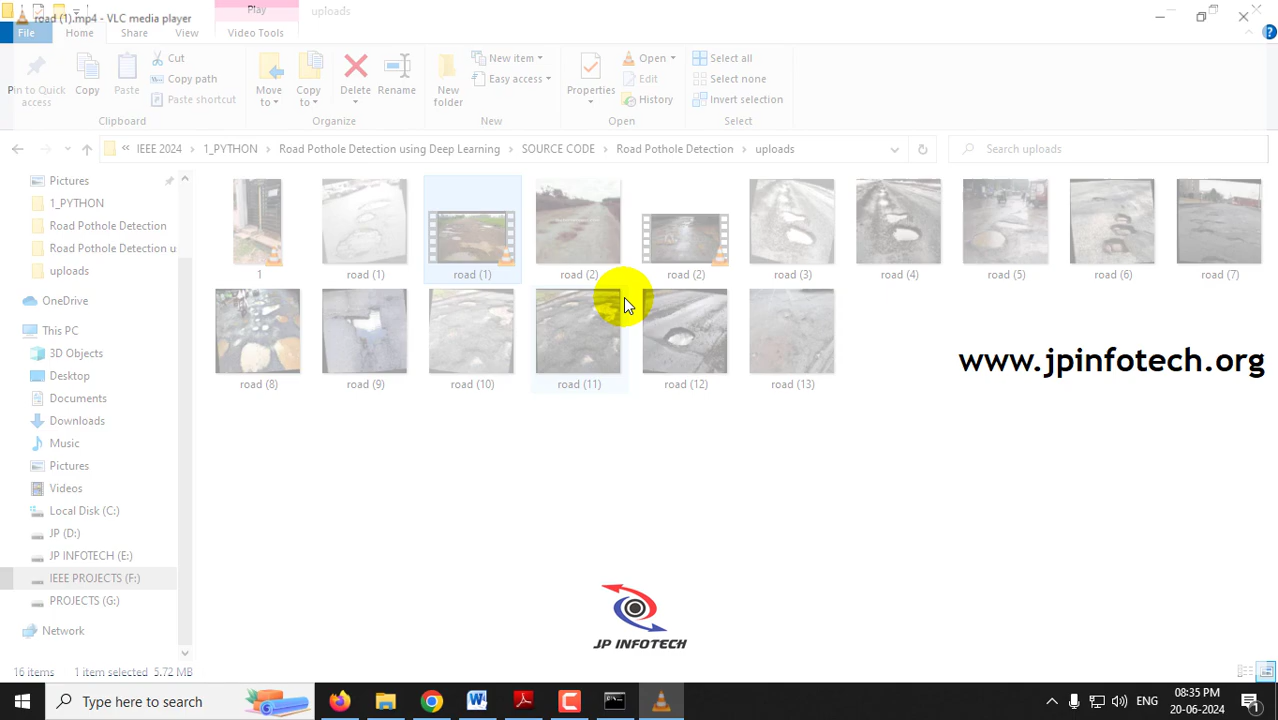 road (1).mp4 - VLC media player
Play
uploads
File
Home
Share
View
Video Tools
Pin to Quick access
Copy
Paste
Cut
Copy path
Paste shortcut
Clipboard
Move to
Copy to
Delete
Rename
Organize
New folder
New item
Easy access
New
Properties
Open
Edit
History
Open
Select all
Select none
Invert selection
Select
« IEEE 2024 > 1_PYTHON > Road Pothole Detection using Deep Learning > SOURCE CODE > Road Pothole Detection > uploads
Search uploads
Pictures
1_PYTHON
Road Pothole Detection
Road Pothole Detection u
uploads
OneDrive
This PC
3D Objects
Desktop
Documents
Downloads
Music
Pictures
Videos
Local Disk (C:)
JP (D:)
JP INFOTECH (E:)
IEEE PROJECTS (F:)
PROJECTS (G:)
Network
1
road (1)
road (1)
road (2)
road (2)
road (3)
road (4)
road (5)
road (6)
road (7)
road (8)
road (9)
road (10)
road (11)
road (12)
road (13)
www.jpinfotech.org
JP INFOTECH
16 items
1 item selected 5.72 MB
Type here to search
ENG
08:35 PM
20-06-2024
1